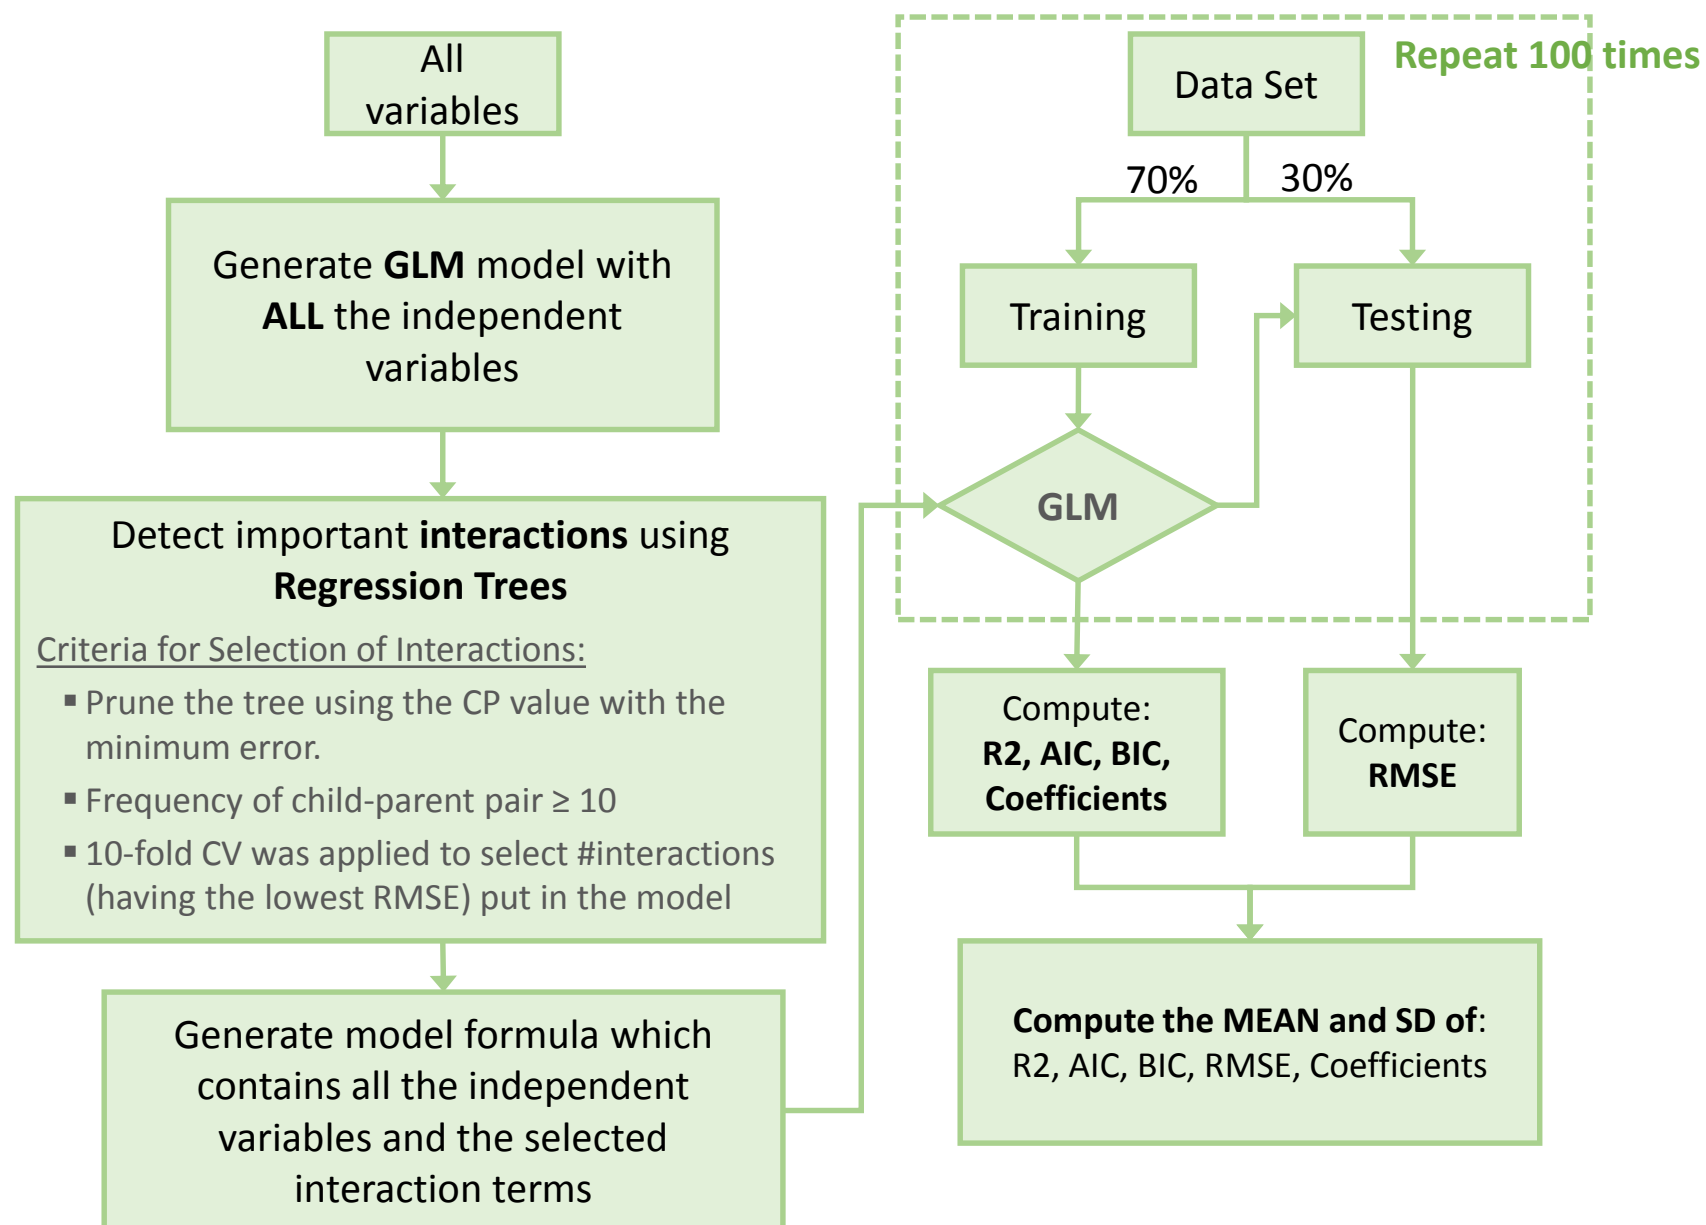 All
variables
Generate GLM model with
ALL the independent
variables
Detect important interactions using
Regression Trees
Criteria for Selection of Interactions:
▪ Prune the tree using the CP value with the
minimum error.
▪ Frequency of child-parent pair ≥ 10
▪ 10-fold CV was applied to select #interactions
(having the lowest RMSE) put in the model
Generate model formula which
contains all the independent
variables and the selected
interaction terms
Repeat 100 times
Data Set
70%
30%
Training
Testing
GLM
Compute:
R2, AIC, BIC,
Coefficients
Compute:
RMSE
Compute the MEAN and SD of:
R2, AIC, BIC, RMSE, Coefficients